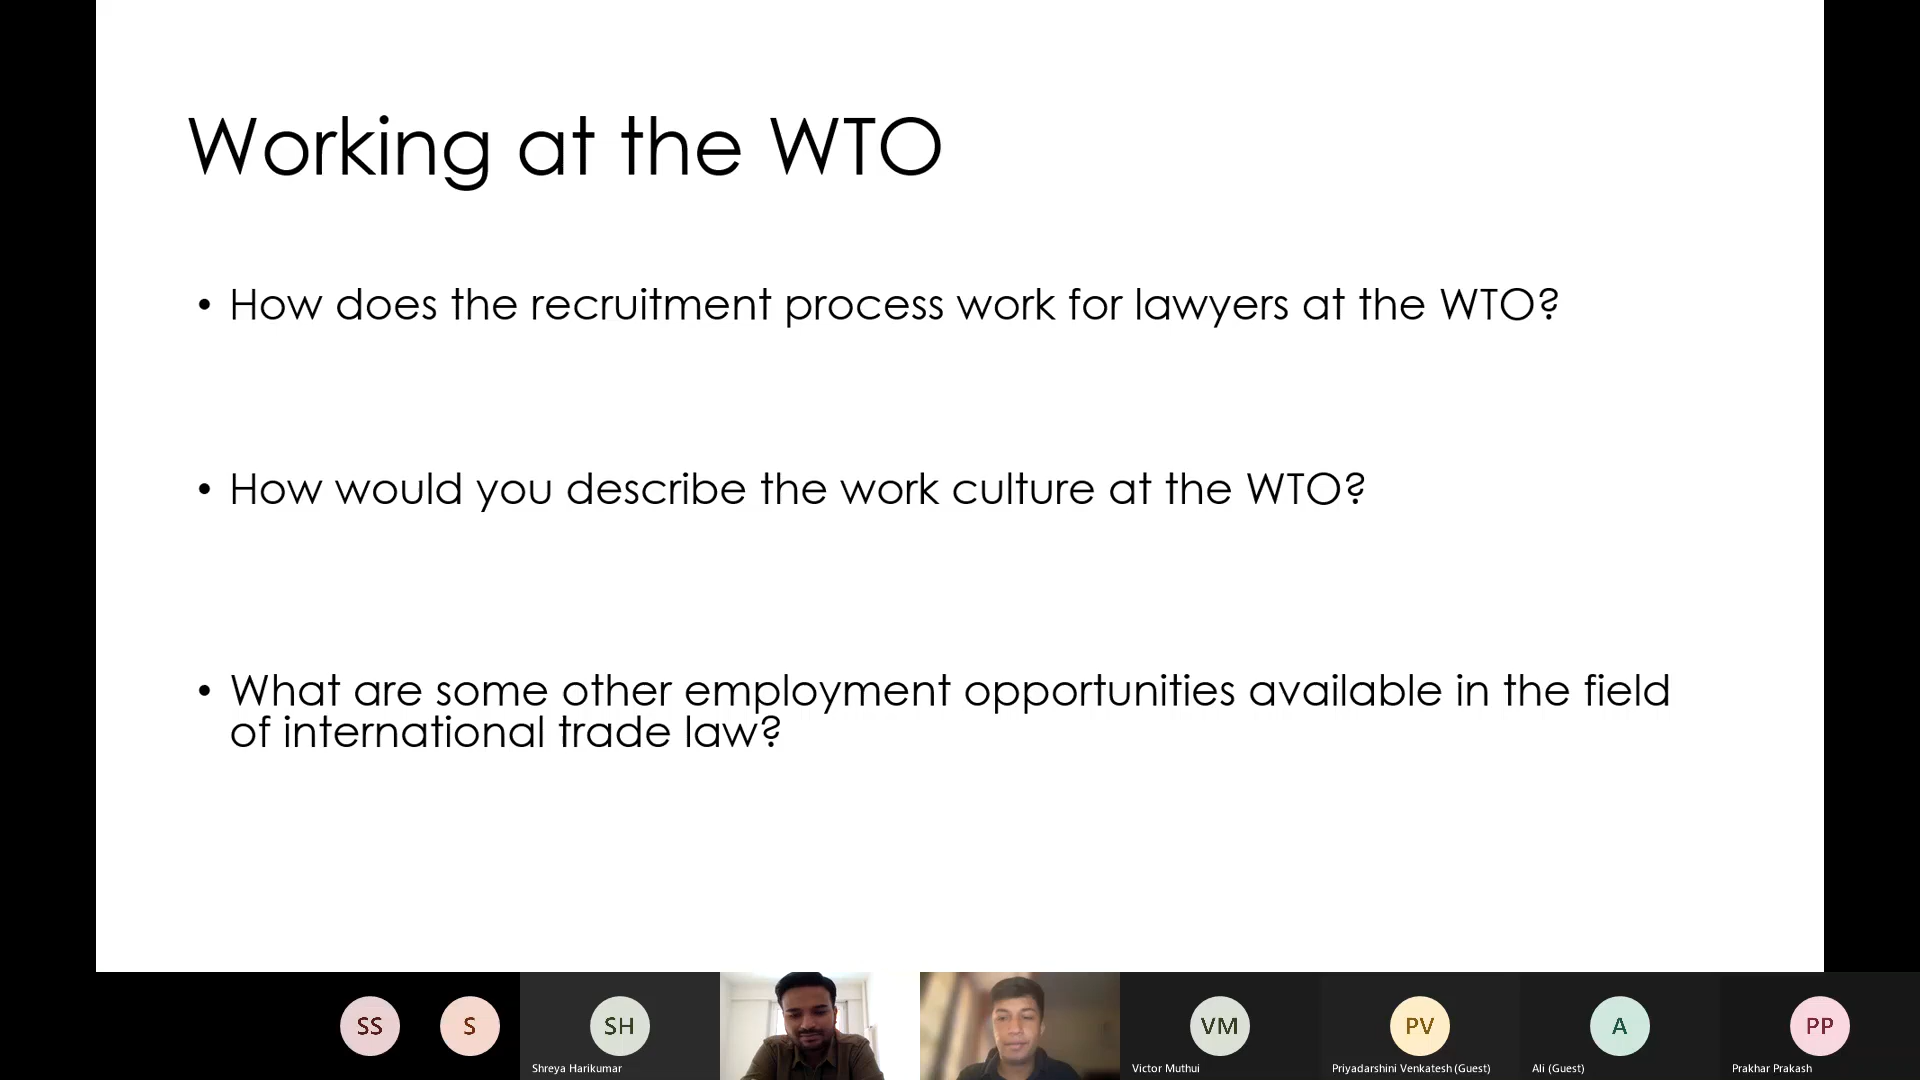 Working at the WTO
• How does the recruitment process work for lawyers at the WTO?
• How would you describe the work culture at the WTO?
• What are some other employment opportunities available in the field
of international trade law?
SS
S
SH
VM
PV
A
PP
Shreya Harikumar
Victor Muthui
Priyadarshini Venkatesh (Guest)
Ali (Guest)
Prakhar Prakash